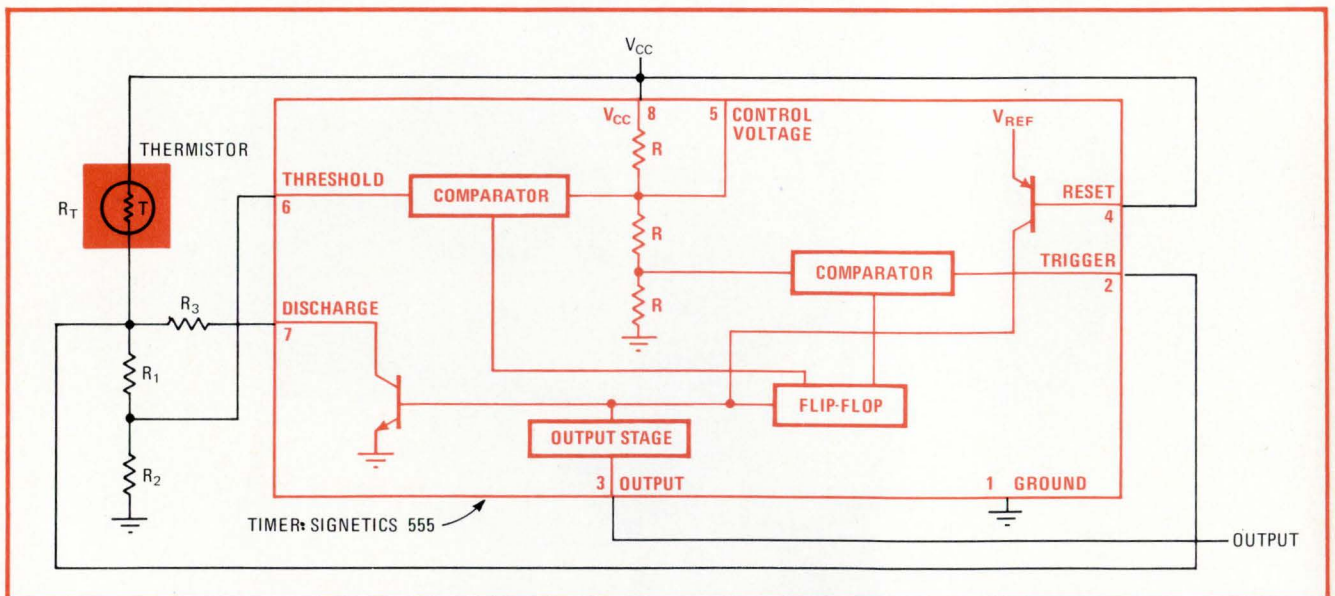 V_CC
V_CC 8
5 CONTROL VOLTAGE
V_REF
THERMISTOR
R_T
T
THRESHOLD
6
COMPARATOR
R
RESET
4
R
COMPARATOR
TRIGGER
2
R
R_3
DISCHARGE
7
R_1
FLIP-FLOP
OUTPUT STAGE
R_2
3 OUTPUT
1 GROUND
TIMER: SIGNETICS 555
OUTPUT